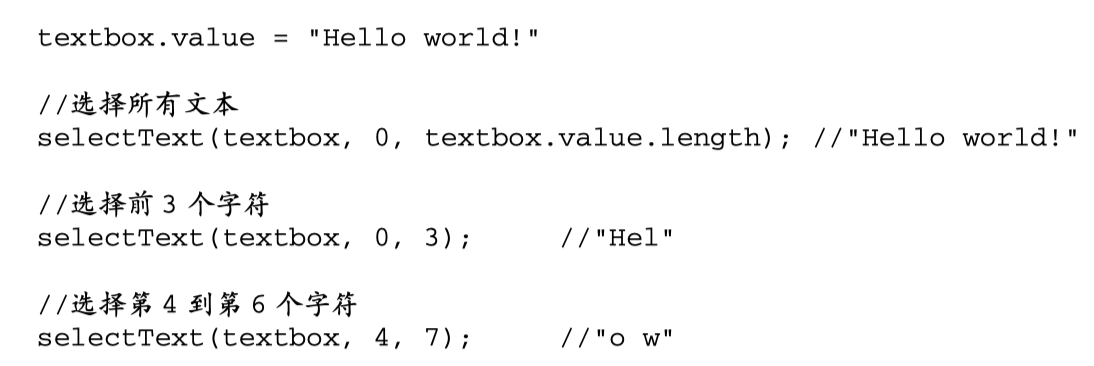 textbox.value = "Hello world!"
//选择所有文本
selectText(textbox, 0, textbox.value.length); //"Hello world!"
//选择前 3 个字符
selectText(textbox, 0, 3); //"Hel"
//选择第 4 到第 6 个字符
selectText(textbox, 4, 7); //"o w"